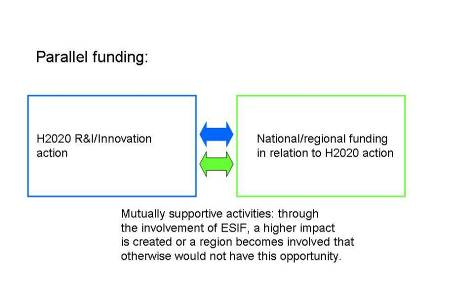 Parallel funding:
H2020 R&I/Innovation
action
National/regional funding
in relation to H2020 action
Mutually supportive activities: through
the involvement of ESIF, a higher impact
is created or a region becomes involved that
otherwise would not have this opportunity.